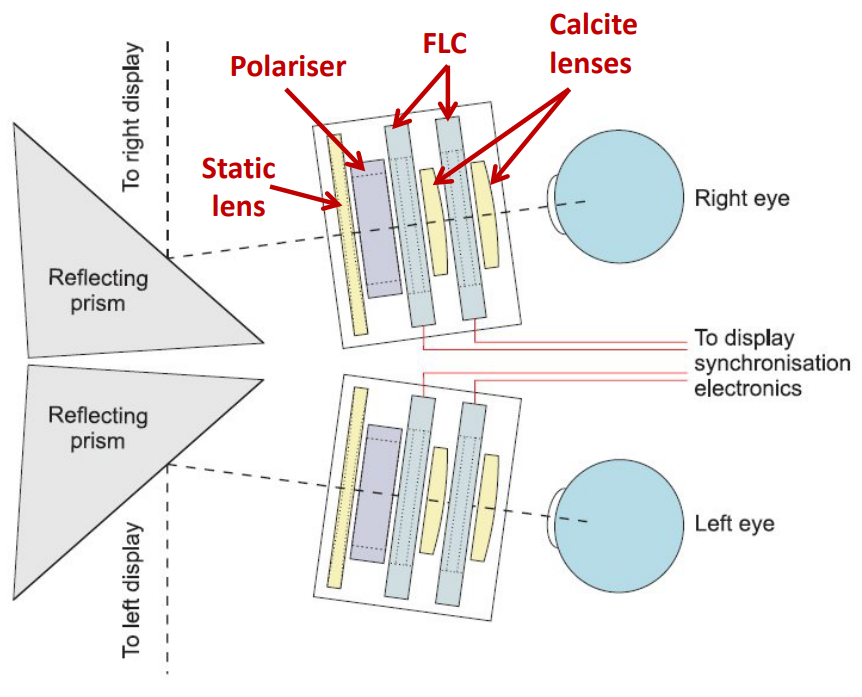 To right display
Polariser
FLC
Calcite
lenses
Static
lens
Right eye
Reflecting
prism
To display
synchronisation
electronics
Reflecting
prism
Left eye
To left display